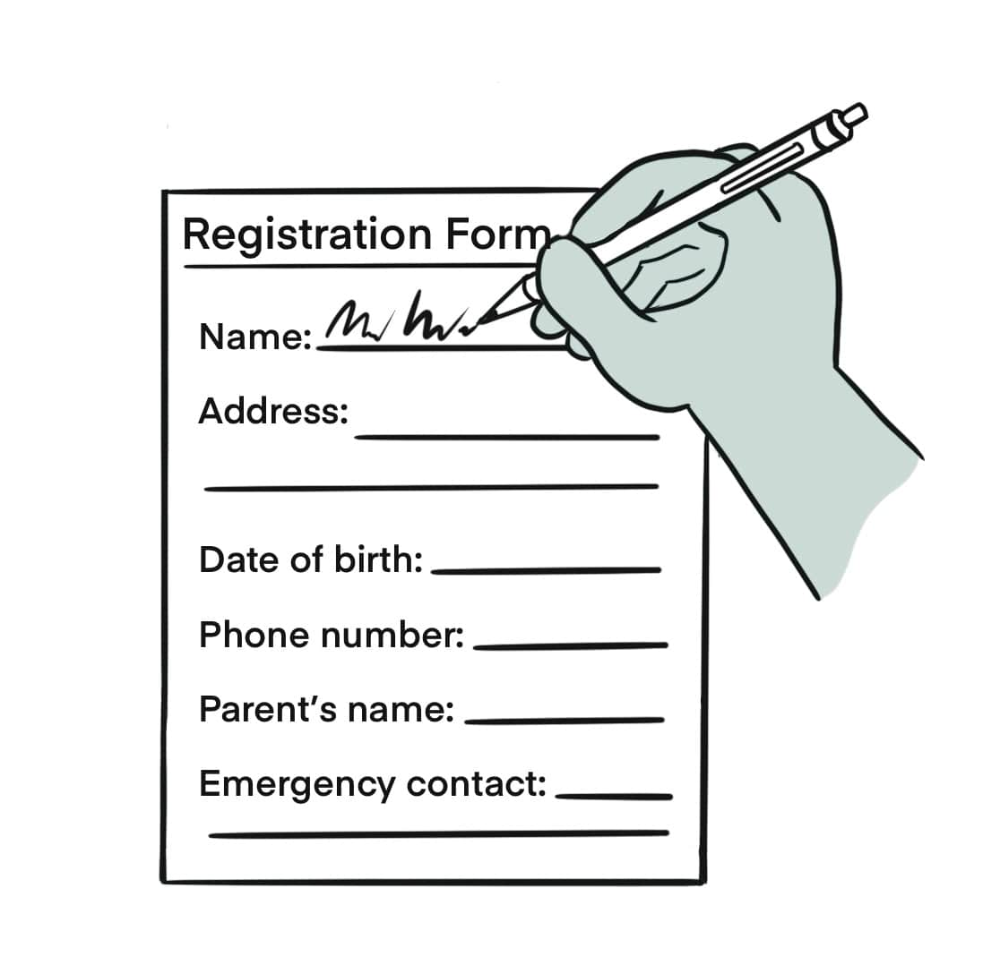 Registration Form
Name:
Address:
Date of birth:
Phone number:
Parent’s name:
Emergency contact: